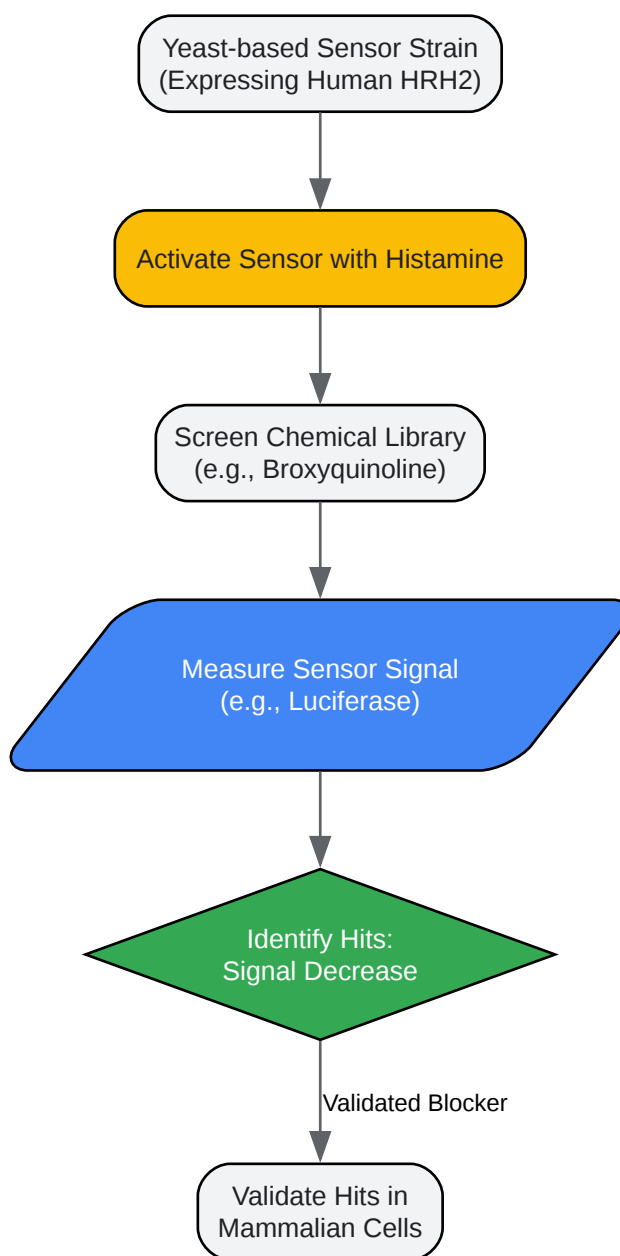 Yeast-based Sensor Strain
(Expressing Human HRH2)
Activate Sensor with Histamine
Screen Chemical Library
(e.g., Broxyquinoline)
Measure Sensor Signal
(e.g., Luciferase)
Identify Hits:
Signal Decrease
Validated Blocker
Validate Hits in
Mammalian Cells